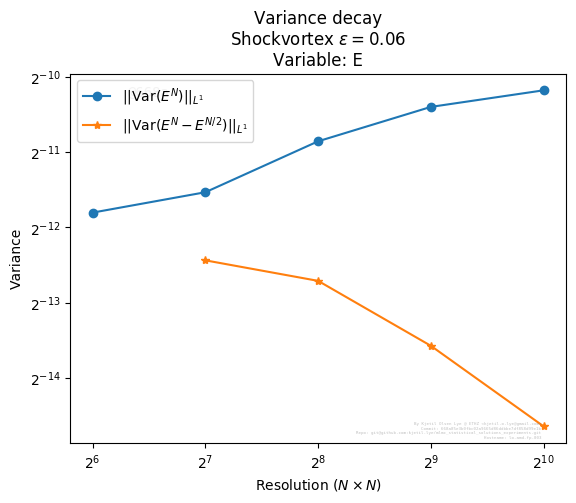 Variance decay
Shockvortex ε = 0.06
Variable: E
||Var(E^N)||_{L^1}
||Var(E^N − E^{N/2})||_{L^1}
Variance
2^{-10}
2^{-11}
2^{-12}
2^{-13}
2^{-14}
2^6
2^7
2^8
2^9
2^{10}
Resolution (N × N)